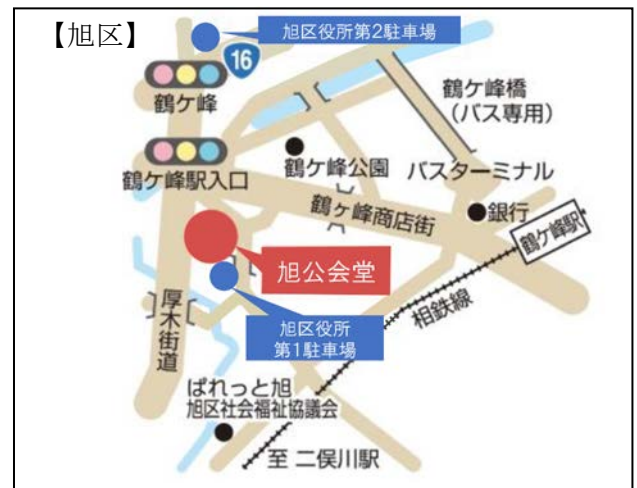 【旭区】
旭区役所第2駐車場
16
鶴ケ峰
鶴ケ峰橋
(バス専用)
鶴ケ峰駅入口
鶴ケ峰公園
バスターミナル
鶴ヶ峰商店街
銀行
鶴ケ峰駅
旭公会堂
相鉄線
厚木街道
旭区役所
第1駐車場
ぱれっと旭
旭区社会福祉協議会
至 二俣川駅